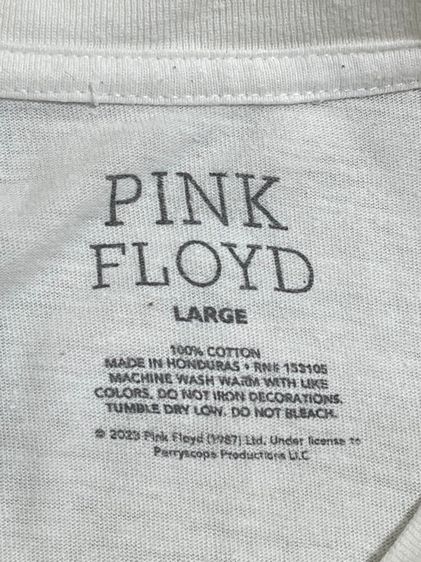 PINK
FLOYD
LARGE
100% COTTON
MADE IN HONDURAS • RN# 153105
MACHINE WASH WARM WITH LIKE
COLORS. DO NOT IRON DECORATIONS.
TUMBLE DRY LOW. DO NOT BLEACH.
© 2023 Pink Floyd (1987) Ltd. Under license to
Perryscope Productions LLC